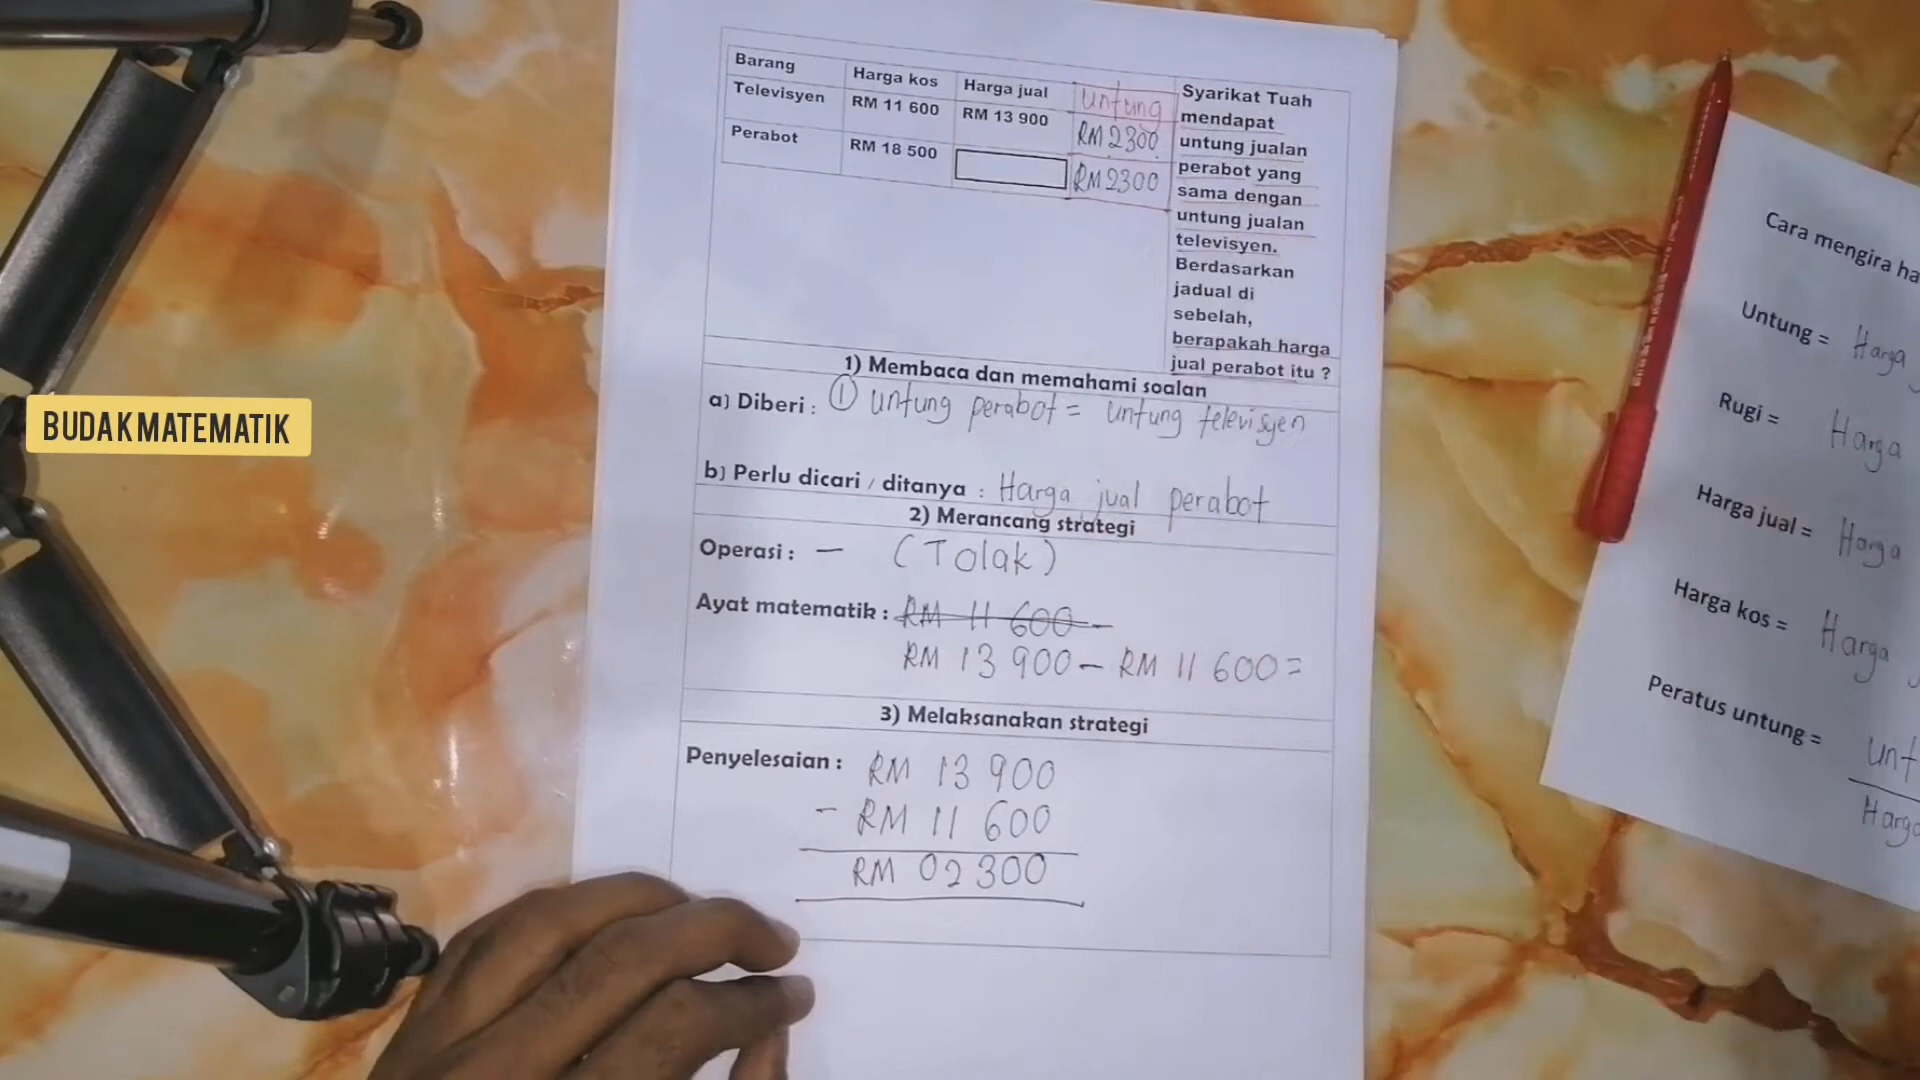 Barang
Harga kos
Harga jual
untung
Televisyen
RM 11 600
RM 13 900
RM 2300
Perabot
RM 18 500
RM 2300
Syarikat Tuah
mendapat
untung jualan
perabot yang
sama dengan
untung jualan
televisyen.
Berdasarkan
jadual di
sebelah,
berapakah harga
jual perabot itu ?
1) Membaca dan memahami soalan
a) Diberi : ① untung perabot = untung televisyen
b) Perlu dicari / ditanya : Harga jual perabot
2) Merancang strategi
Operasi : − (Tolak)
Ayat matematik : RM 11 600 −
RM 13 900 − RM 11 600 =
3) Melaksanakan strategi
Penyelesaian : RM 13 900
− RM 11 600
RM 02 300
BUDAK MATEMATIK
Cara mengira ha
Untung = Harga
Rugi = Harga
Harga jual = Harga
Harga kos = Harga
Peratus untung = unt
Harga